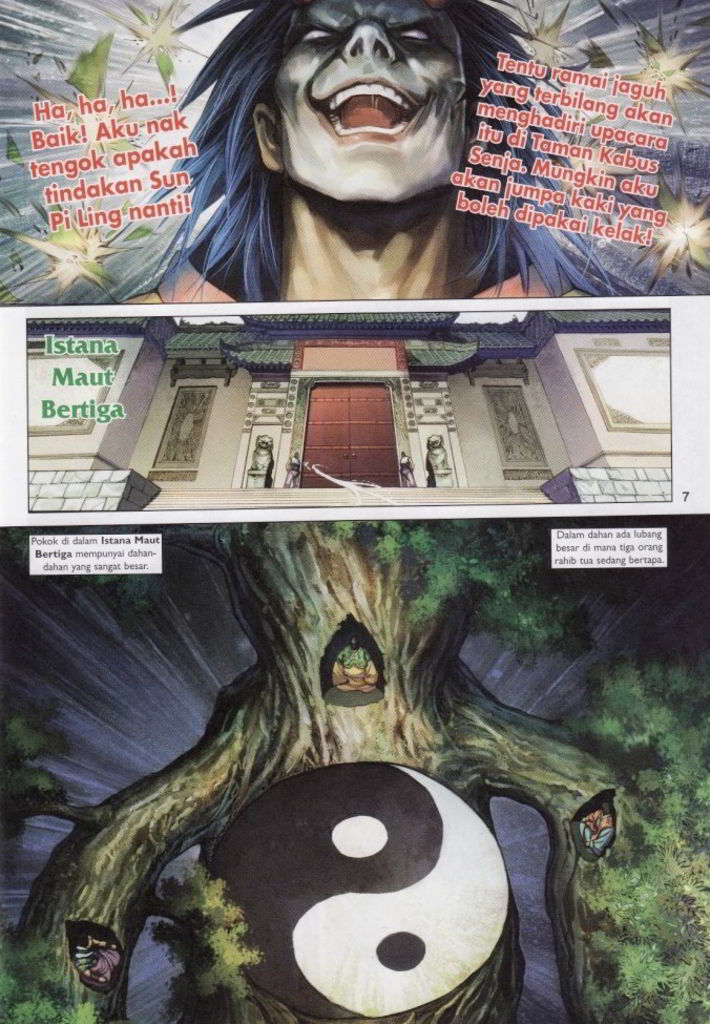 Ha, ha, ha...!
Baik! Aku nak
tengok apakah
tindakan Sun
Pi Ling nanti!
Tentu ramai jaguh
yang terbilang akan
menghadiri upacara
itu di Taman Kabus
Senja. Mungkin aku
akan jumpa kaki yang
boleh dipakai kelak!
Istana
Maut
Bertiga
7
Pokok di dalam Istana Maut
Bertiga mempunyai dahan-
dahan yang sangat besar.
Dalam dahan ada lubang
besar di mana tiga orang
rahib tua sedang bertapa.